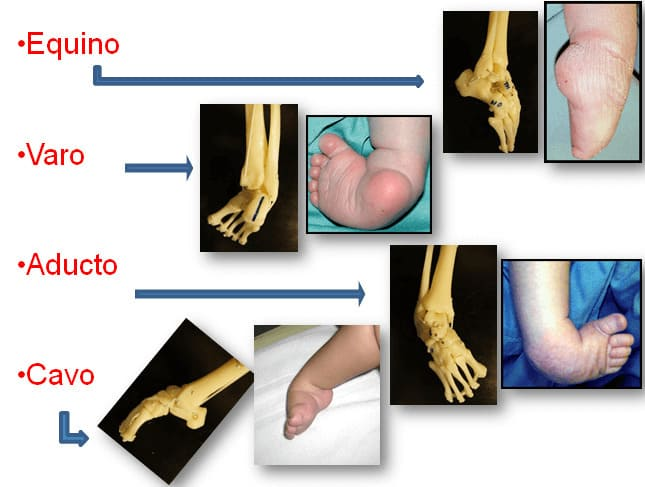 •Equino
•Varo
•Aducto
•Cavo